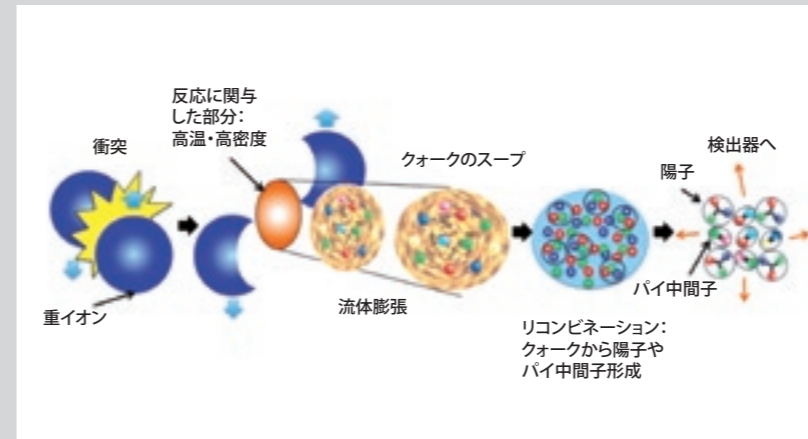 衝突
反応に関与
した部分：
高温・高密度
クォークのスープ
検出器へ
陽子
重イオン
流体膨張
パイ中間子
リコンビネーション：
クォークから陽子や
パイ中間子形成